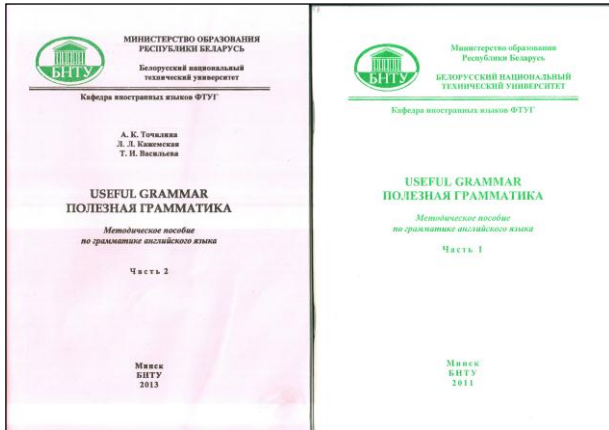 БНТУ
МИНИСТЕРСТВО ОБРАЗОВАНИЯ
РЕСПУБЛИКИ БЕЛАРУСЬ
Белорусский национальный
технический университет
Кафедра иностранных языков ФТУГ
А. К. Точилина
Л. Л. Кажемская
Т. И. Васильева
USEFUL GRAMMAR
ПОЛЕЗНАЯ ГРАММАТИКА
Методическое пособие
по грамматике английского языка
Часть 2
Минск
БНТУ
2013
БНТУ
Министерство образования
Республики Беларусь
БЕЛОРУССКИЙ НАЦИОНАЛЬНЫЙ
ТЕХНИЧЕСКИЙ УНИВЕРСИТЕТ
Кафедра иностранных языков ФТУГ
USEFUL GRAMMAR
ПОЛЕЗНАЯ ГРАММАТИКА
Методическое пособие
по грамматике английского языка
Часть 1
Минск
БНТУ
2011